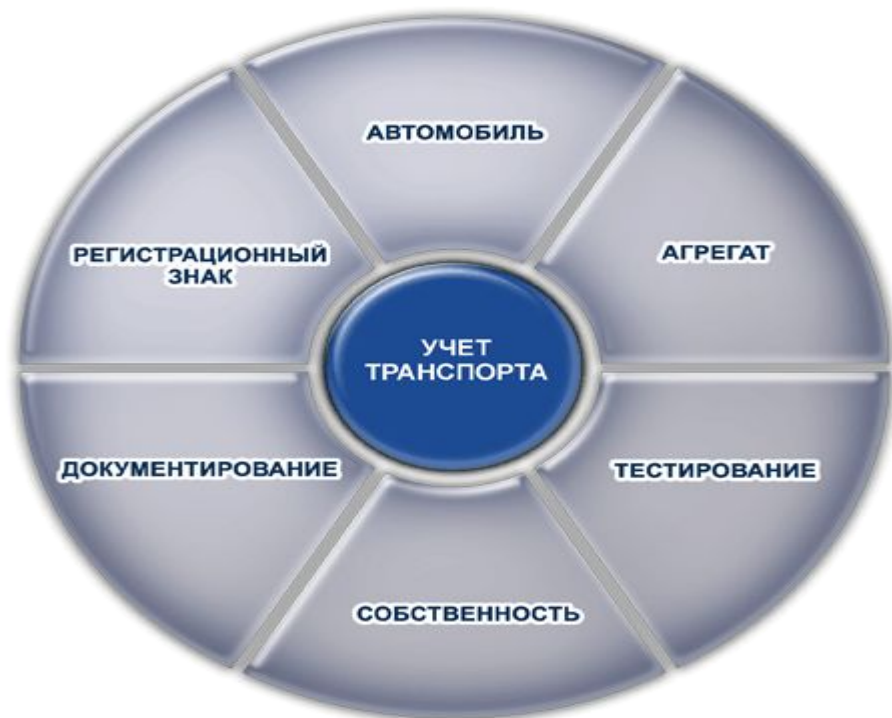 АВТОМОБИЛЬ
РЕГИСТРАЦИОННЫЙ
ЗНАК
АГРЕГАТ
УЧЕТ
ТРАНСПОРТА
ДОКУМЕНТИРОВАНИЕ
ТЕСТИРОВАНИЕ
СОБСТВЕННОСТЬ